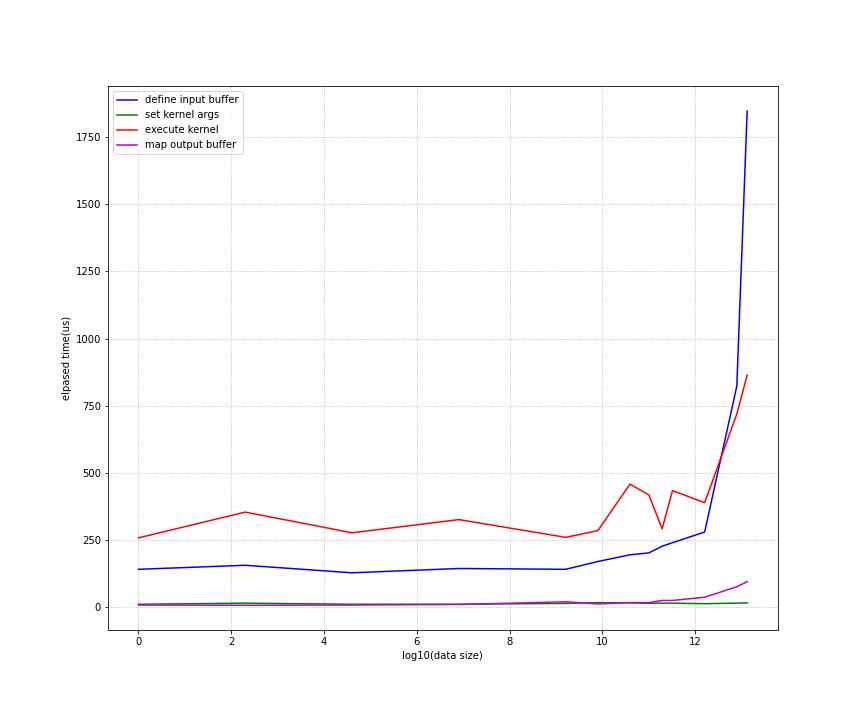 define input buffer
set kernel args
execute kernel
map output buffer
1750
1500
1250
1000
750
500
250
0
elpased time(us)
0 2 4 6 8 10 12
log10(data size)